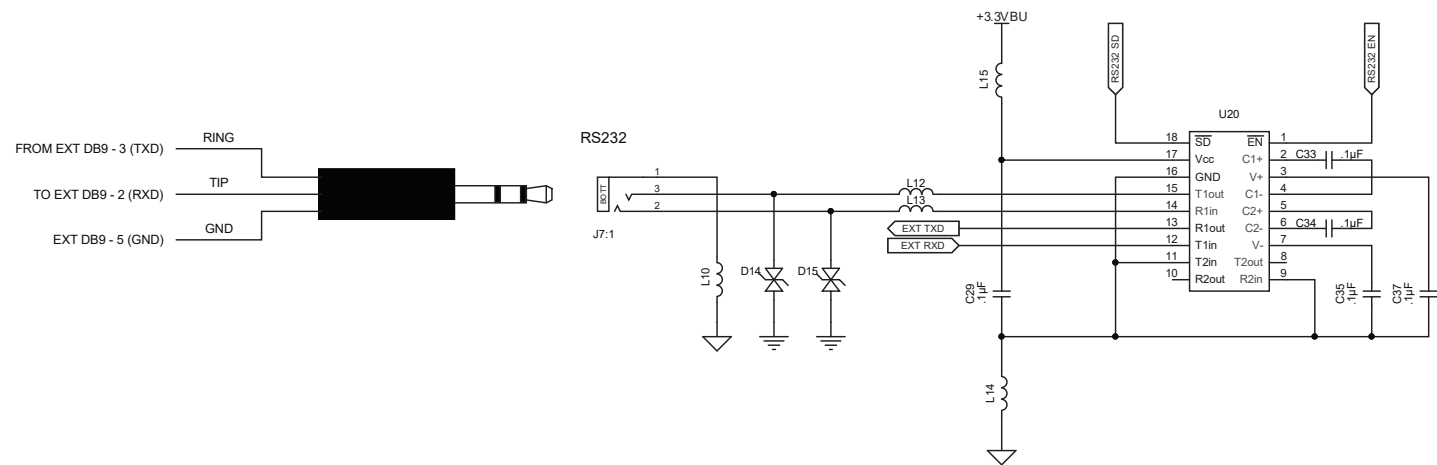 +3.3VBU
RS232 SD
RS232 EN
L15
U20
RING
FROM EXT DB9 - 3 (TXD)
TIP
TO EXT DB9 - 2 (RXD)
GND
EXT DB9 - 5 (GND)
RS232
BOTT
1
3
2
J7:1
L12
L13
EXT TXD
EXT RXD
L10
D14
D15
C29
.1µF
L14
18 SD EN 1
17 Vcc C1+ 2 C33 .1µF
16 GND V+ 3
15 T1out C1- 4
14 R1in C2+ 5
13 R1out C2- 6 C34 .1µF
12 T1in V- 7
11 T2in T2out 8
10 R2out R2in 9
C35
.1µF
C37
.1µF